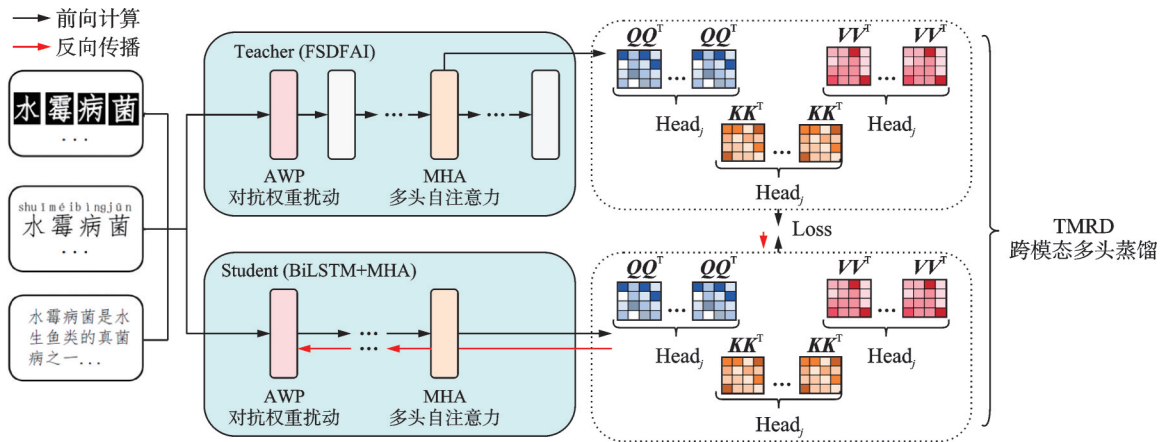 前向计算
反向传播
水霉病菌
...
shuǐméibìngjūn
水霉病菌
...
水霉病菌是水
生鱼类的真菌
病之一...
Teacher (FSDFAI)
...
...
AWP
对抗权重扰动
MHA
多头自注意力
Student (BiLSTM+MHA)
...
AWP
对抗权重扰动
MHA
多头自注意力
QQᵀ QQᵀ
...
Headⱼ
VVᵀ VVᵀ
...
Headⱼ
KKᵀ KKᵀ
...
Headⱼ
Loss
QQᵀ QQᵀ
...
Headⱼ
VVᵀ VVᵀ
...
Headⱼ
KKᵀ KKᵀ
...
Headⱼ
TMRD
跨模态多头蒸馏